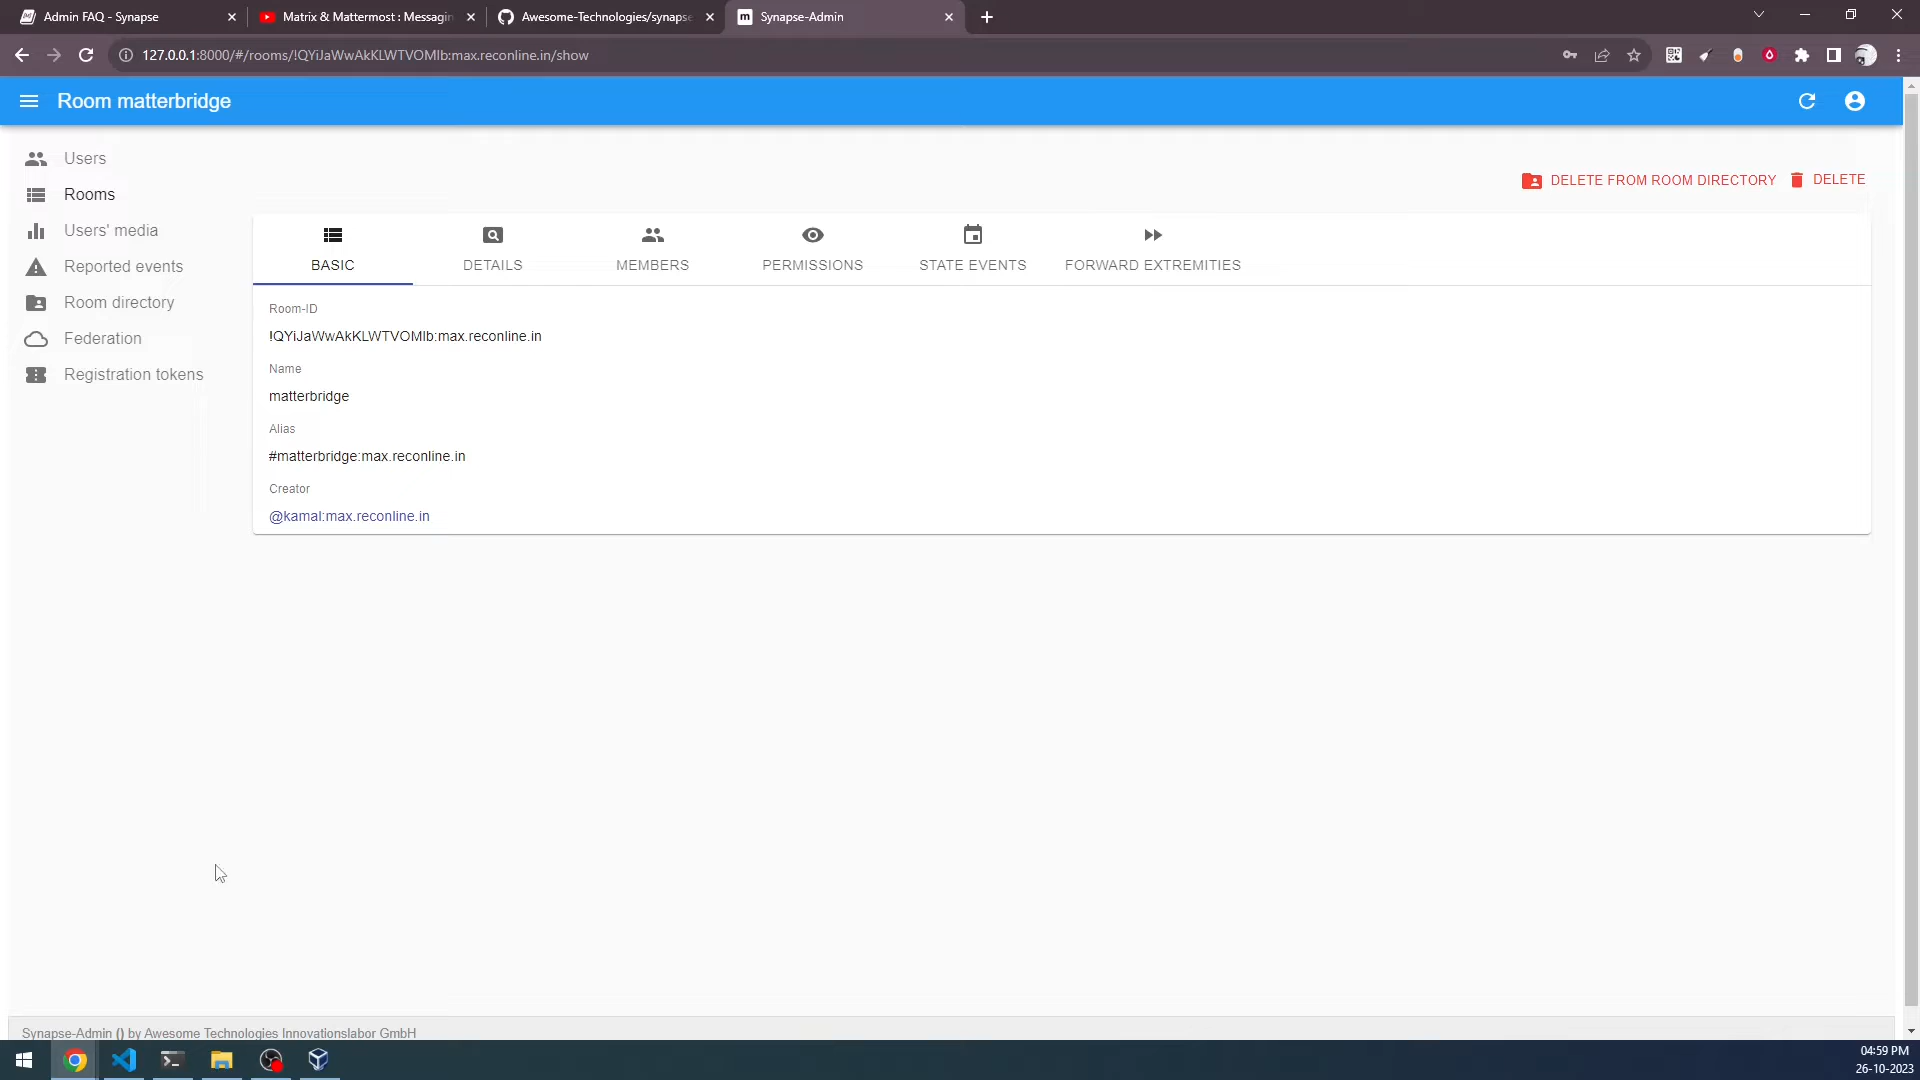 Admin FAQ - Synapse
Matrix & Mattermost : Messagin
Awesome-Technologies/synapse
Synapse-Admin
127.0.0.1:8000/#/rooms/!QYiJaWwAkKLWTVOMIb:max.reconline.in/show
Room matterbridge
Users
Rooms
Users' media
Reported events
Room directory
Federation
Registration tokens
DELETE FROM ROOM DIRECTORY
DELETE
BASIC
DETAILS
MEMBERS
PERMISSIONS
STATE EVENTS
FORWARD EXTREMITIES
Room-ID
!QYiJaWwAkKLWTVOMIb:max.reconline.in
Name
matterbridge
Alias
#matterbridge:max.reconline.in
Creator
@kamal:max.reconline.in
Synapse-Admin () by Awesome Technologies Innovationslabor GmbH
04:59 PM
26-10-2023